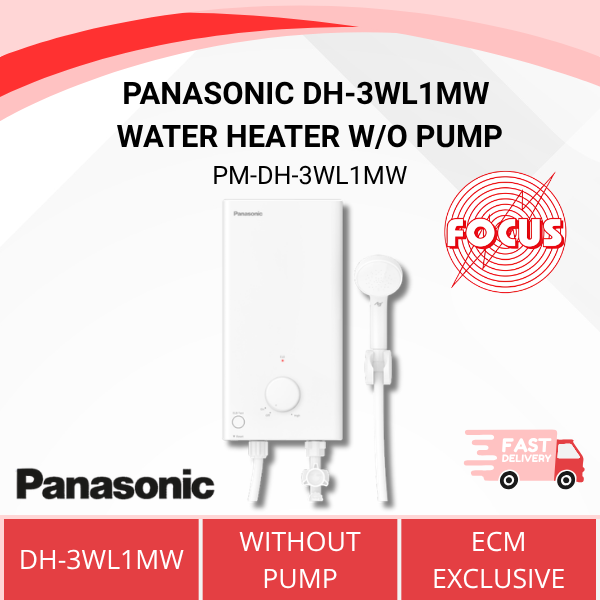 PANASONIC DH-3WL1MW
WATER HEATER W/O PUMP
PM-DH-3WL1MW
Panasonic
FOCUS
FAST
DELIVERY
Panasonic
DH-3WL1MW
WITHOUT
PUMP
ECM
EXCLUSIVE